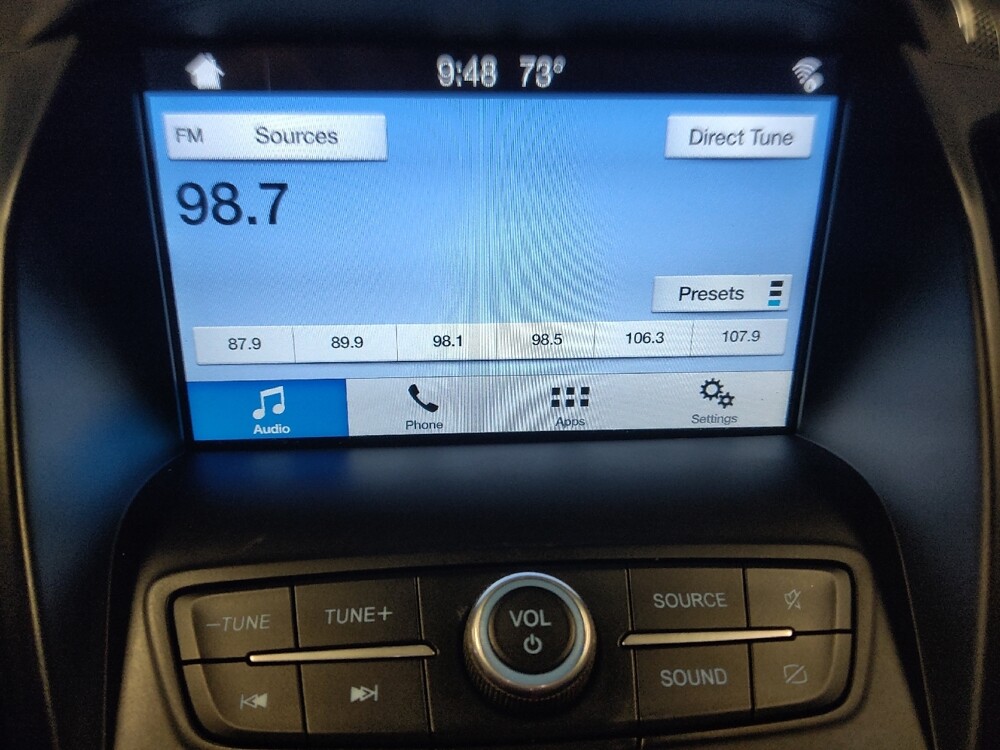 9:48 73°
FM Sources Direct Tune
98.7
Presets
87.9 89.9 98.1 98.5 106.3 107.9
Audio Phone Apps Settings
–TUNE TUNE+ VOL SOURCE
SOUND